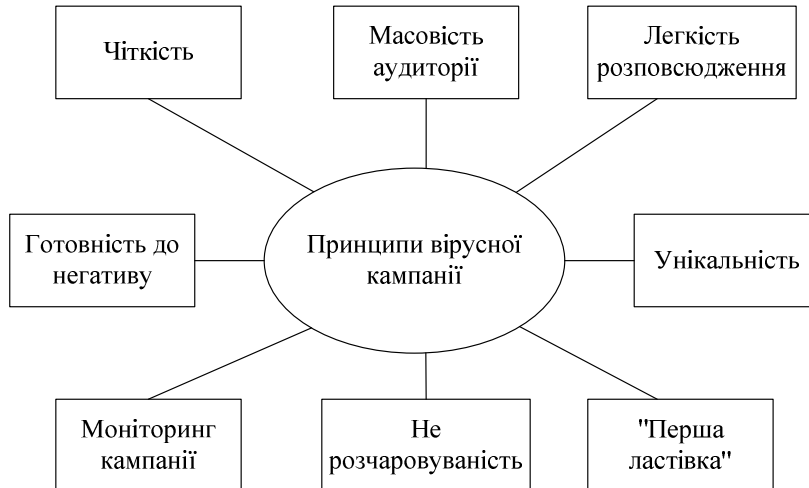 Чіткість
Масовість
аудиторії
Легкість
розповсюдження
Готовність до
негативу
Принципи вірусної
кампанії
Унікальність
Моніторинг
кампанії
Не
розчаровуваність
"Перша
ластівка"